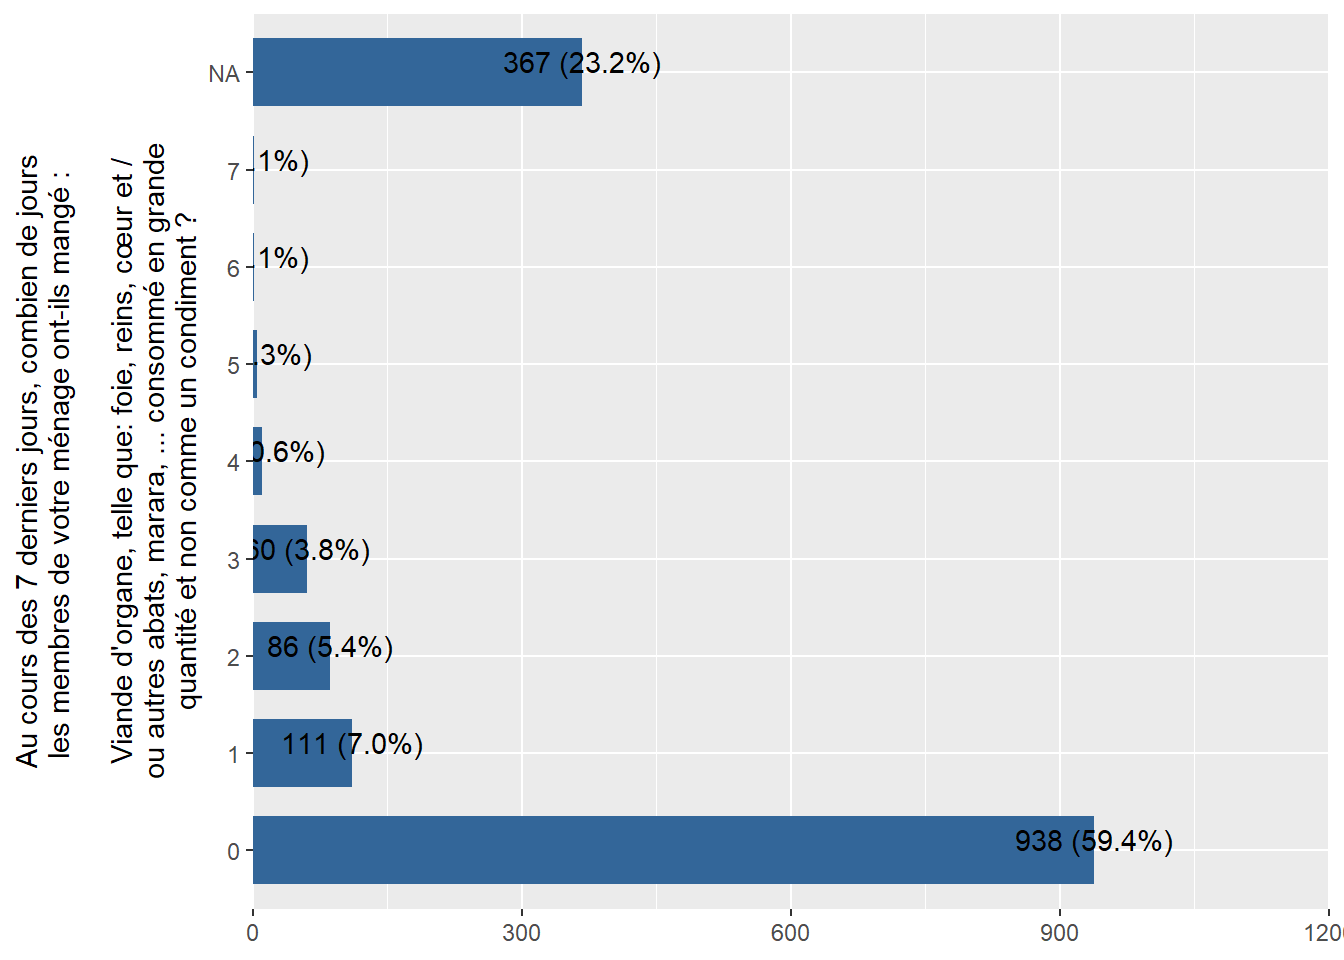 Au cours des 7 derniers jours, combien de jours
les membres de votre ménage ont-ils mangé :
Viande d'organe, telle que: foie, reins, cœur et /
ou autres abats, marara, ... consommé en grande
quantité et non comme un condiment ?
NA 367 (23.2%)
7 1%)
6 1%)
5 .3%)
4 0.6%)
3 60 (3.8%)
2 86 (5.4%)
1 111 (7.0%)
0 938 (59.4%)
0 300 600 900 120